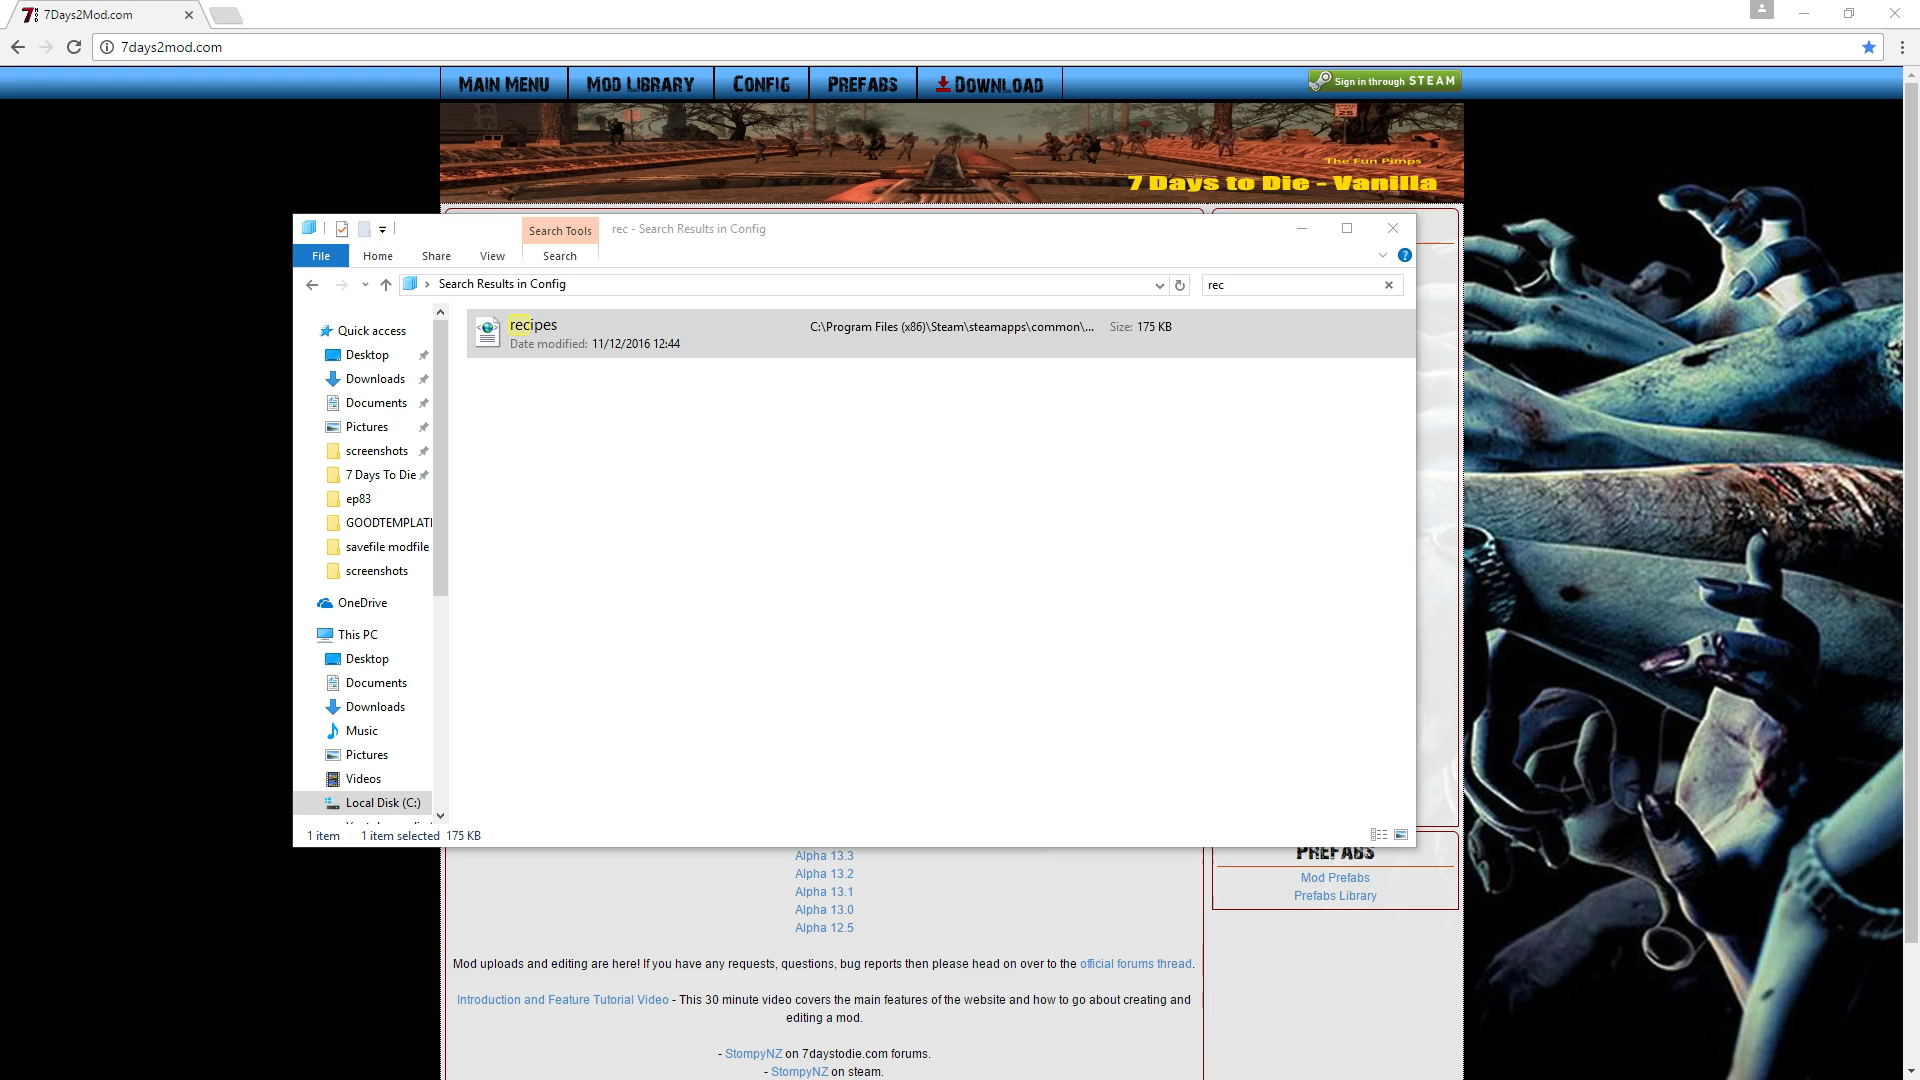 7Days2Mod.com
7days2mod.com
MAIN MENU
MOD LIBRARY
CONFIG
PREFABS
DOWNLOAD
Sign in through STEAM
The Fun Pimps
7 Days to Die - Vanilla
Search Tools
rec - Search Results in Config
File
Home
Share
View
Search
Search Results in Config
rec
Quick access
Desktop
Downloads
Documents
Pictures
screenshots
7 Days To Die
ep83
GOODTEMPLATI
savefile modfile
screenshots
OneDrive
This PC
Desktop
Documents
Downloads
Music
Pictures
Videos
Local Disk (C:)
recipes
C:\Program Files (x86)\Steam\steamapps\common\...
Size: 175 KB
Date modified: 11/12/2016 12:44
1 item
1 item selected 175 KB
PREFABS
Mod Prefabs
Prefabs Library
Alpha 13.3
Alpha 13.2
Alpha 13.1
Alpha 13.0
Alpha 12.5
Mod uploads and editing are here! If you have any requests, questions, bug reports then please head on over to the official forums thread.
Introduction and Feature Tutorial Video - This 30 minute video covers the main features of the website and how to go about creating and
editing a mod.
- StompyNZ on 7daystodie.com forums.
- StompyNZ on steam.